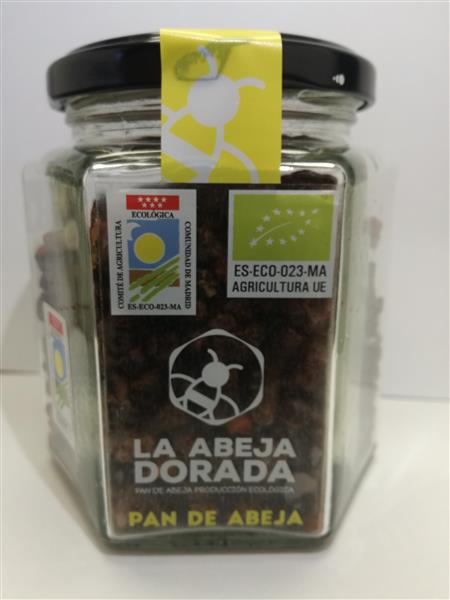 ECOLÓGICA
COMITÉ DE AGRICULTURA
COMUNIDAD DE MADRID
ES-ECO-023-MA
ES-ECO-023-MA
AGRICULTURA UE
LA ABEJA
DORADA
PAN DE ABEJA PRODUCCIÓN ECOLÓGICA
PAN DE ABEJA